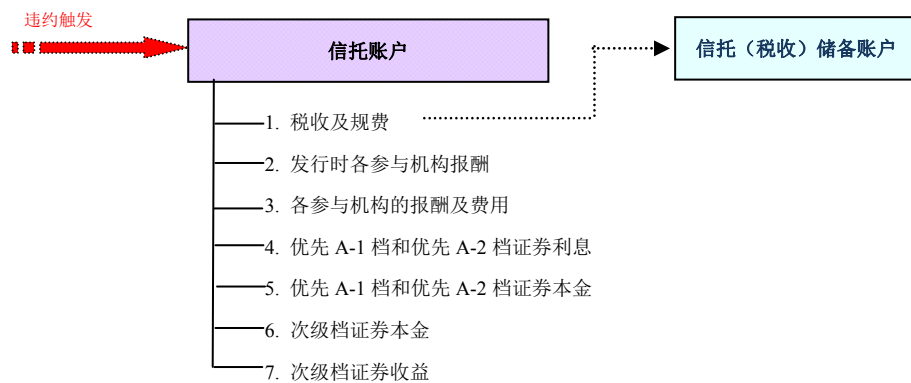 违约触发
信托账户
信托（税收）储备账户
1. 税收及规费
2. 发行时各参与机构报酬
3. 各参与机构的报酬及费用
4. 优先 A-1 档和优先 A-2 档证券利息
5. 优先 A-1 档和优先 A-2 档证券本金
6. 次级档证券本金
7. 次级档证券收益